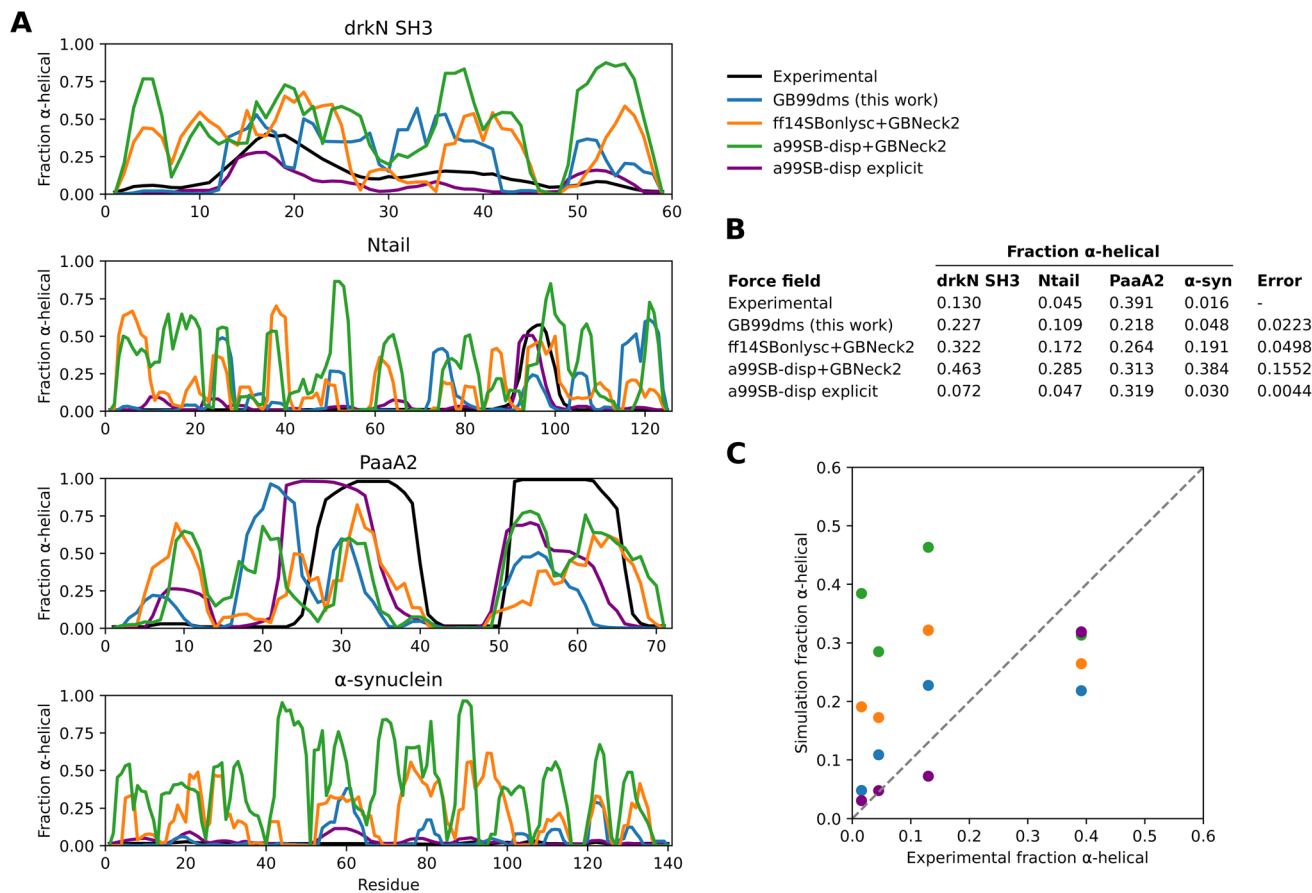 A
drkN SH3
Fraction α-helical
1.00
0.75
0.50
0.25
0.00
0 10 20 30 40 50 60
Ntail
Fraction α-helical
1.00
0.75
0.50
0.25
0.00
0 20 40 60 80 100 120
PaaA2
Fraction α-helical
1.00
0.75
0.50
0.25
0.00
0 10 20 30 40 50 60 70
α-synuclein
Fraction α-helical
1.00
0.75
0.50
0.25
0.00
0 20 40 60 80 100 120 140
Residue
Experimental
GB99dms (this work)
ff14SBonlysc+GBNeck2
a99SB-disp+GBNeck2
a99SB-disp explicit
B
Fraction α-helical
Force field drkN SH3 Ntail PaaA2 α-syn Error
Experimental 0.130 0.045 0.391 0.016 -
GB99dms (this work) 0.227 0.109 0.218 0.048 0.0223
ff14SBonlysc+GBNeck2 0.322 0.172 0.264 0.191 0.0498
a99SB-disp+GBNeck2 0.463 0.285 0.313 0.384 0.1552
a99SB-disp explicit 0.072 0.047 0.319 0.030 0.0044
C
Simulation fraction α-helical
0.6
0.5
0.4
0.3
0.2
0.1
0.0
0.0 0.1 0.2 0.3 0.4 0.5 0.6
Experimental fraction α-helical